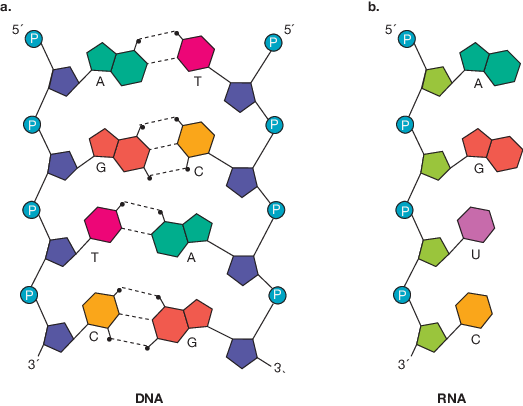 a.
b.
5´ P 5´ P
A T
P P
G C
P P
T A
P P
C G
3´ 3´
DNA
5´ P
A
P
G
P
U
P
C
3´
RNA